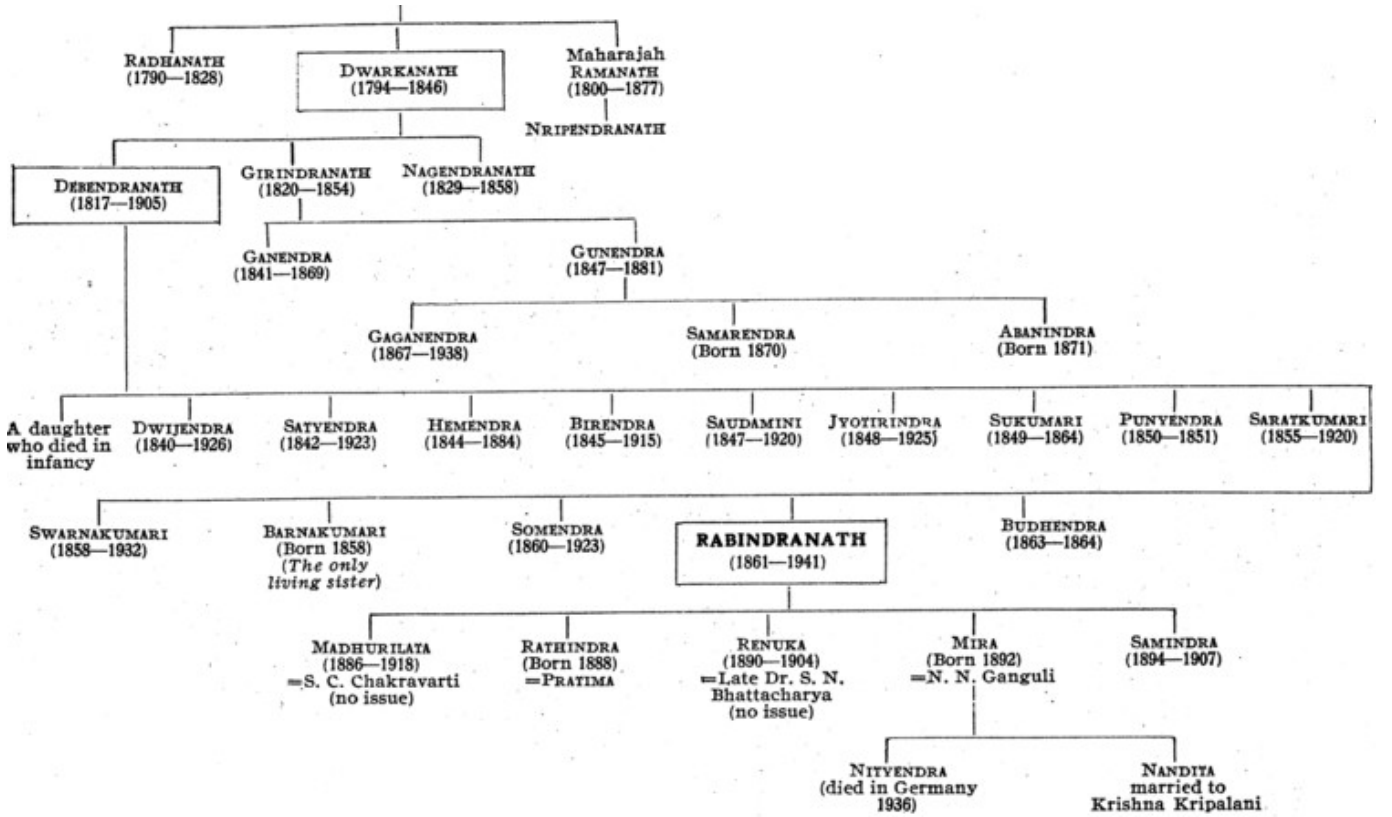 RADHANATH
(1790—1828)
DWARKANATH
(1794—1846)
Maharajah
RAMANATH
(1800—1877)
NRIPENDRANATH
DEBENDRANATH
(1817—1905)
GIRINDRANATH
(1820—1854)
NAGENDRANATH
(1829—1858)
GANENDRA
(1841—1869)
GUNENDRA
(1847—1881)
GAGANENDRA
(1867—1938)
SAMARENDRA
(Born 1870)
ABANINDRA
(Born 1871)
A daughter
who died in
infancy
DWIJENDRA
(1840—1926)
SATYENDRA
(1842—1923)
HEMENDRA
(1844—1884)
BIRENDRA
(1845—1915)
SAUDAMINI
(1847—1920)
JYOTIRINDRA
(1848—1925)
SUKUMARI
(1849—1864)
PUNYENDRA
(1850—1851)
SARATKUMARI
(1855—1920)
SWARNAKUMARI
(1858—1932)
BARNAKUMARI
(Born 1858)
(The only
living sister)
SOMENDRA
(1860—1923)
RABINDRANATH
(1861—1941)
BUDHENDRA
(1863—1864)
MADHURILATA
(1886—1918)
=S. C. Chakravarti
(no issue)
RATHINDRA
(Born 1888)
=PRATIMA
RENUKA
(1890—1904)
=Late Dr. S. N.
Bhattacharya
(no issue)
MIRA
(Born 1892)
=N. N. Ganguli
SAMINDRA
(1894—1907)
NITYENDRA
(died in Germany
1936)
NANDITA
married to
Krishna Kripalani